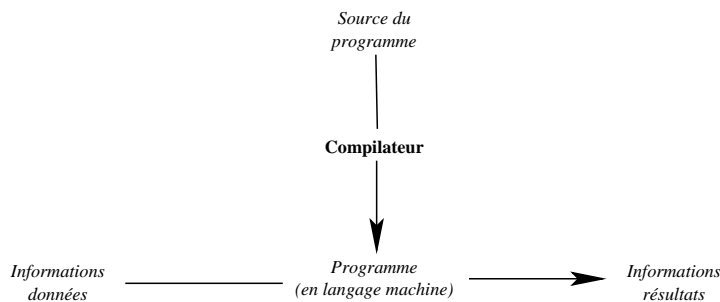 Source du
programme
Compilateur
Informations
données
Programme
(en langage machine)
Informations
résultats